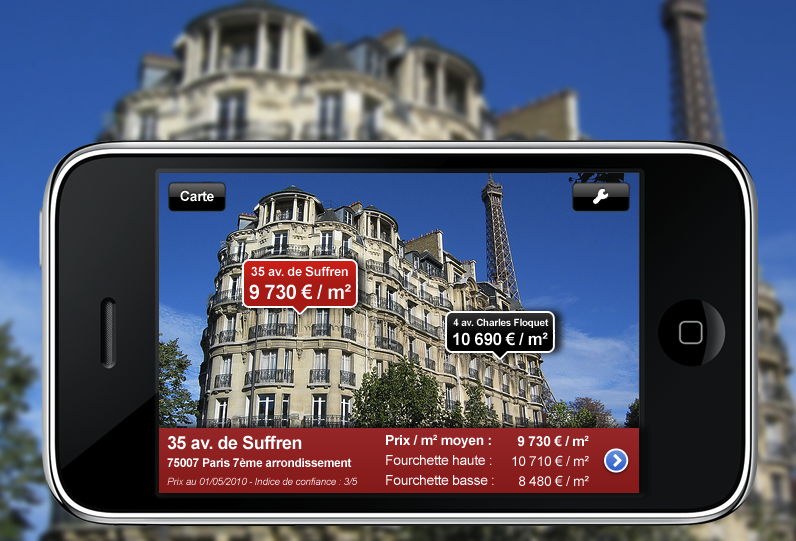 Carte
35 av. de Suffren
9 730 € / m²
4 av. Charles Floquet
10 690 € / m²
35 av. de Suffren
75007 Paris 7ème arrondissement
Prix au 01/05/2010 - Indice de confiance : 3/5
Prix / m² moyen : 9 730 € / m²
Fourchette haute : 10 710 € / m²
Fourchette basse : 8 480 € / m²